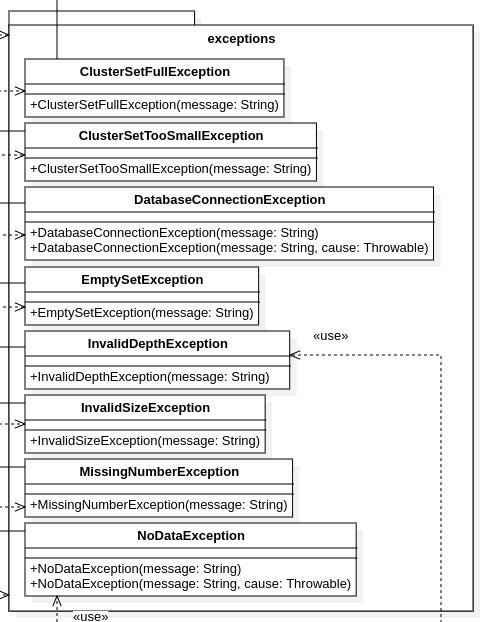 exceptions
ClusterSetFullException
+ClusterSetFullException(message: String)
ClusterSetTooSmallException
+ClusterSetTooSmallException(message: String)
DatabaseConnectionException
+DatabaseConnectionException(message: String)
+DatabaseConnectionException(message: String, cause: Throwable)
EmptySetException
+EmptySetException(message: String)
InvalidDepthException
«use»
+InvalidDepthException(message: String)
InvalidSizeException
+InvalidSizeException(message: String)
MissingNumberException
+MissingNumberException(message: String)
NoDataException
+NoDataException(message: String)
+NoDataException(message: String, cause: Throwable)
«use»